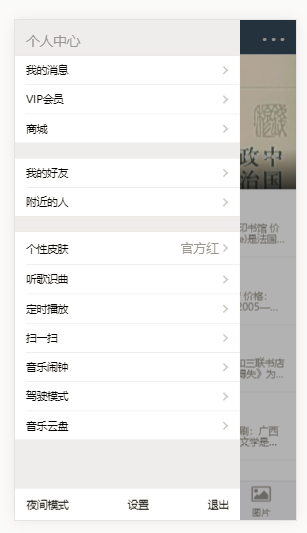 个人中心
我的消息
VIP会员
商城
我的好友
附近的人
个性皮肤 官方红
听歌识曲
定时播放
扫一扫
音乐闹钟
驾驶模式
音乐云盘
夜间模式 设置 退出
政 中
治 国
印书馆 价
)是法国...
价格:
2005—...
和三联书店
得失》为...
刷: 广西
文学是...
图片